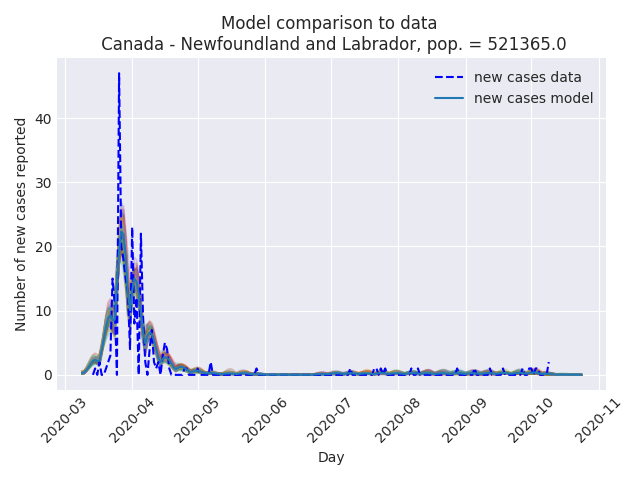 Model comparison to data
Canada - Newfoundland and Labrador, pop. = 521365.0
new cases data
new cases model
Number of new cases reported
40
30
20
10
0
2020-03
2020-04
2020-05
2020-06
2020-07
2020-08
2020-09
2020-10
2020-11
Day